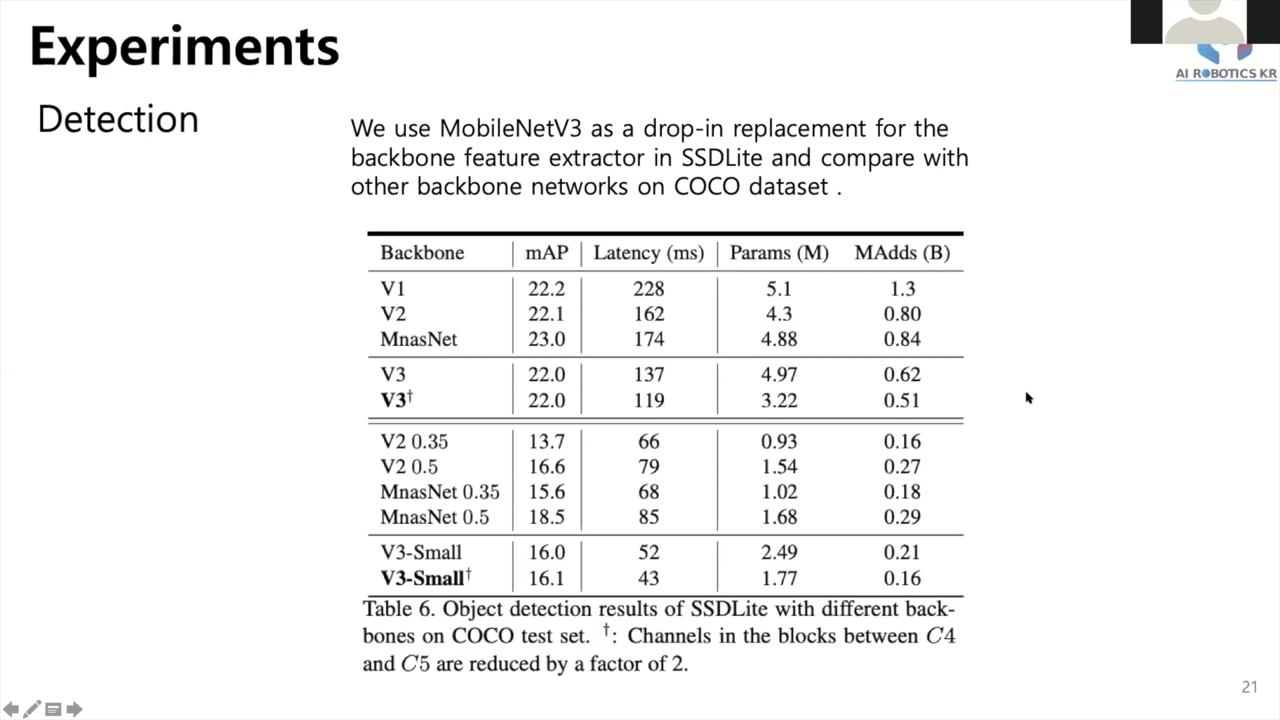 Experiments
AI ROBOTICS KR
Detection
We use MobileNetV3 as a drop-in replacement for the
backbone feature extractor in SSDLite and compare with
other backbone networks on COCO dataset .
Backbone mAP Latency (ms) Params (M) MAdds (B)
V1 22.2 228 5.1 1.3
V2 22.1 162 4.3 0.80
MnasNet 23.0 174 4.88 0.84
V3 22.0 137 4.97 0.62
V3† 22.0 119 3.22 0.51
V2 0.35 13.7 66 0.93 0.16
V2 0.5 16.6 79 1.54 0.27
MnasNet 0.35 15.6 68 1.02 0.18
MnasNet 0.5 18.5 85 1.68 0.29
V3-Small 16.0 52 2.49 0.21
V3-Small† 16.1 43 1.77 0.16
Table 6. Object detection results of SSDLite with different back-
bones on COCO test set. †: Channels in the blocks between C4
and C5 are reduced by a factor of 2.
21